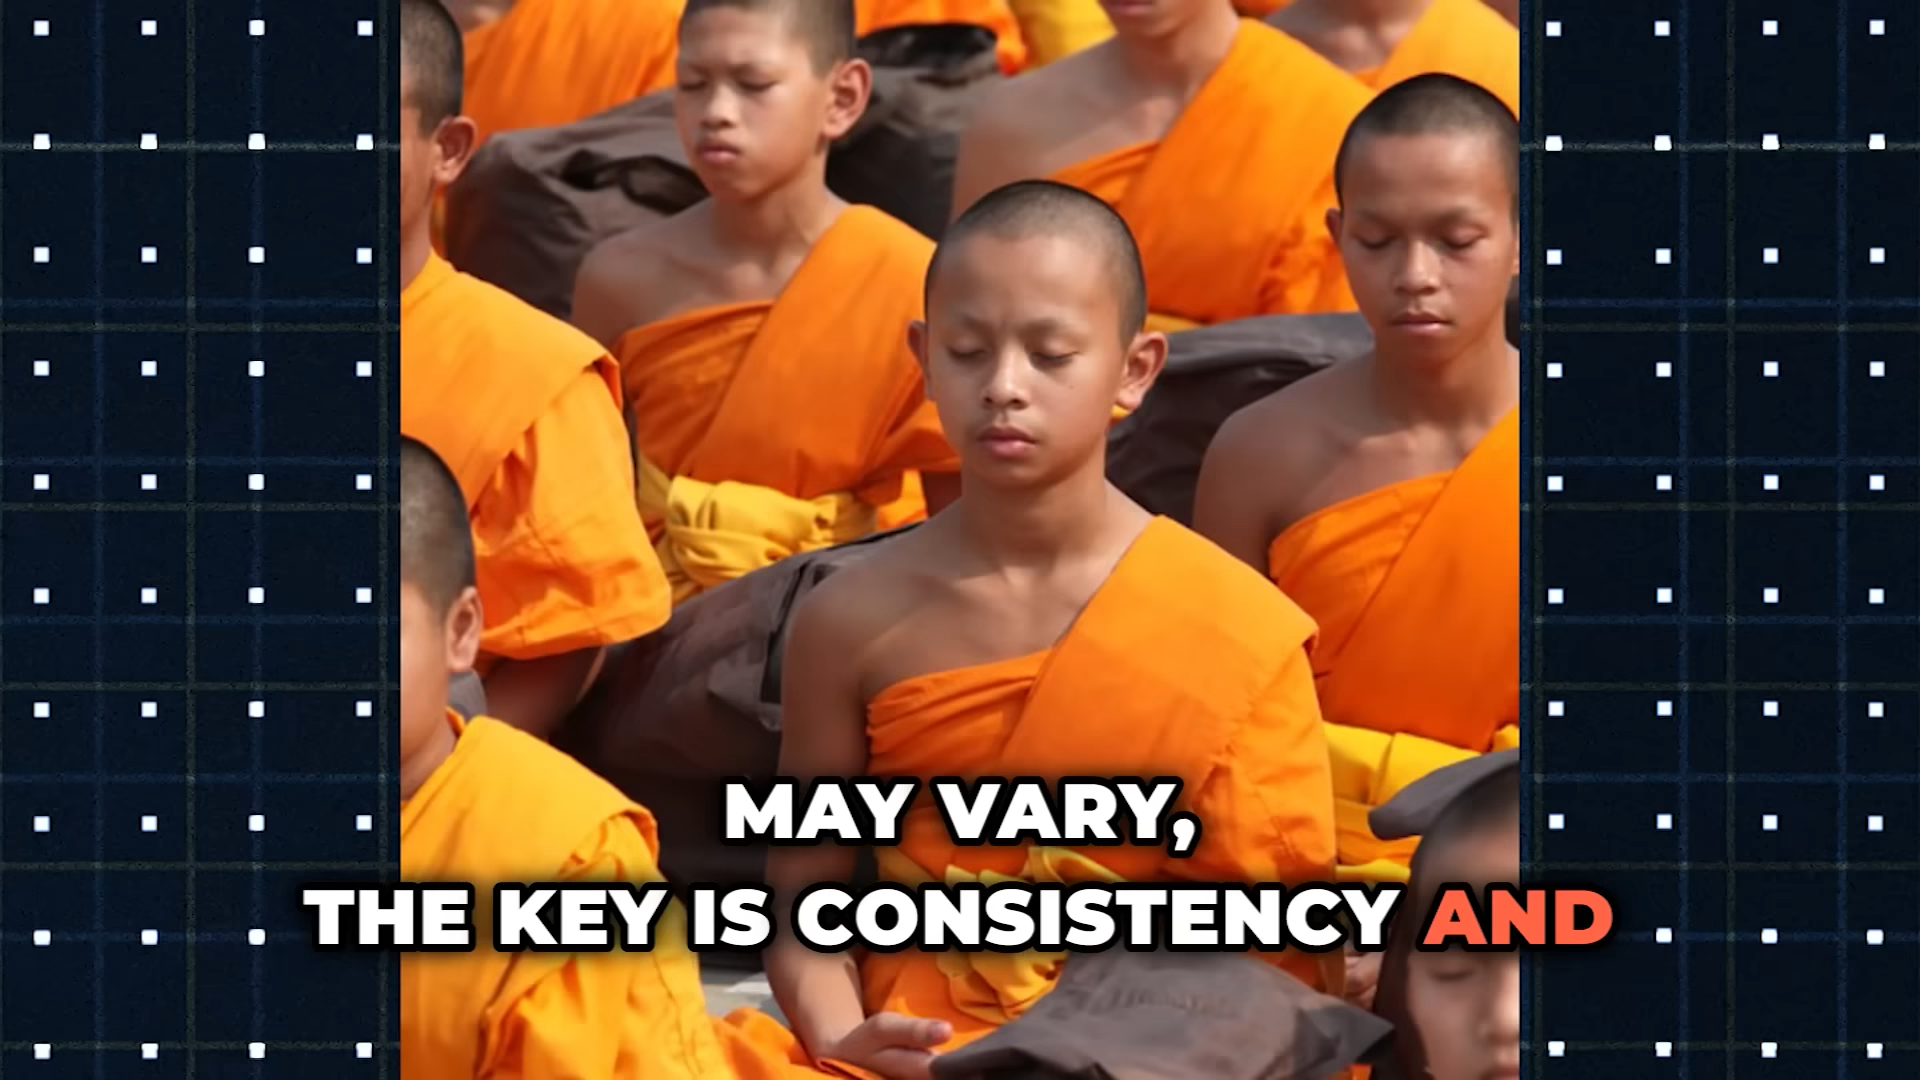 MAY VARY,
THE KEY IS CONSISTENCY AND